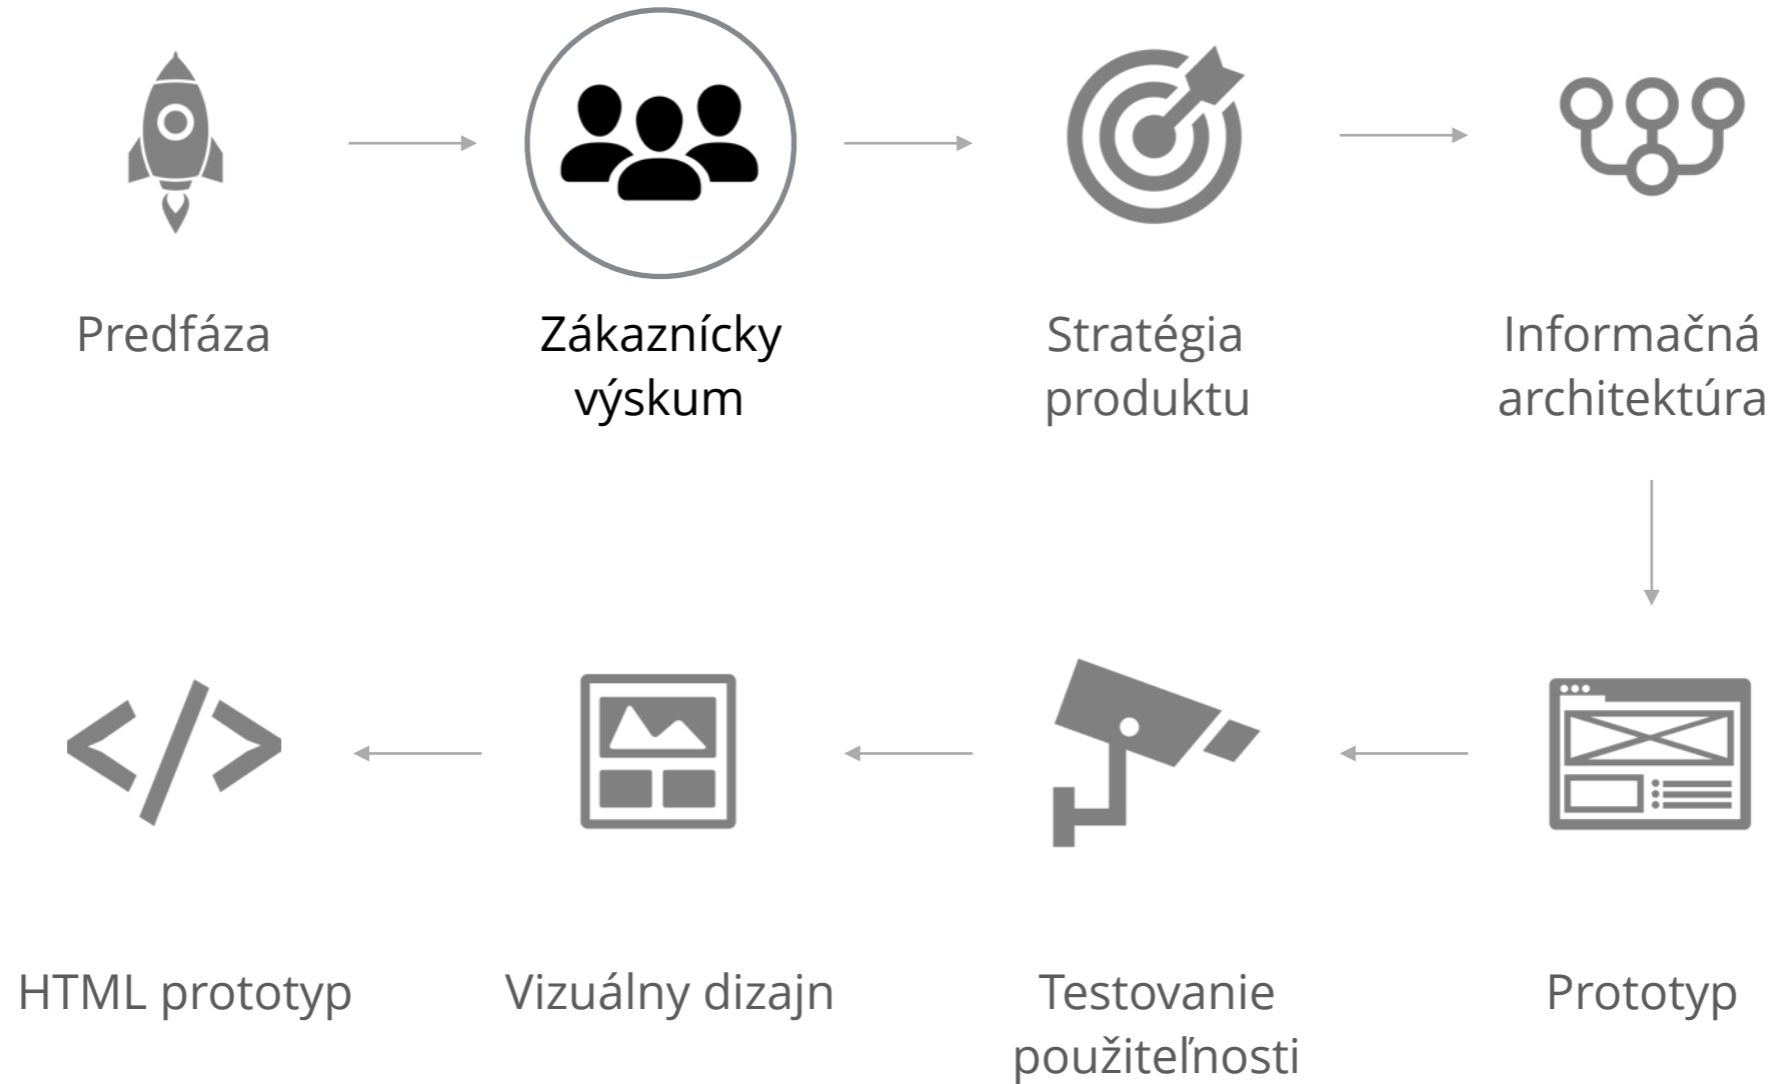 Predfáza
Zákaznícky
výskum
Stratégia
produktu
Informačná
architektúra
HTML prototyp
Vizuálny dizajn
Testovanie
použiteľnosti
Prototyp